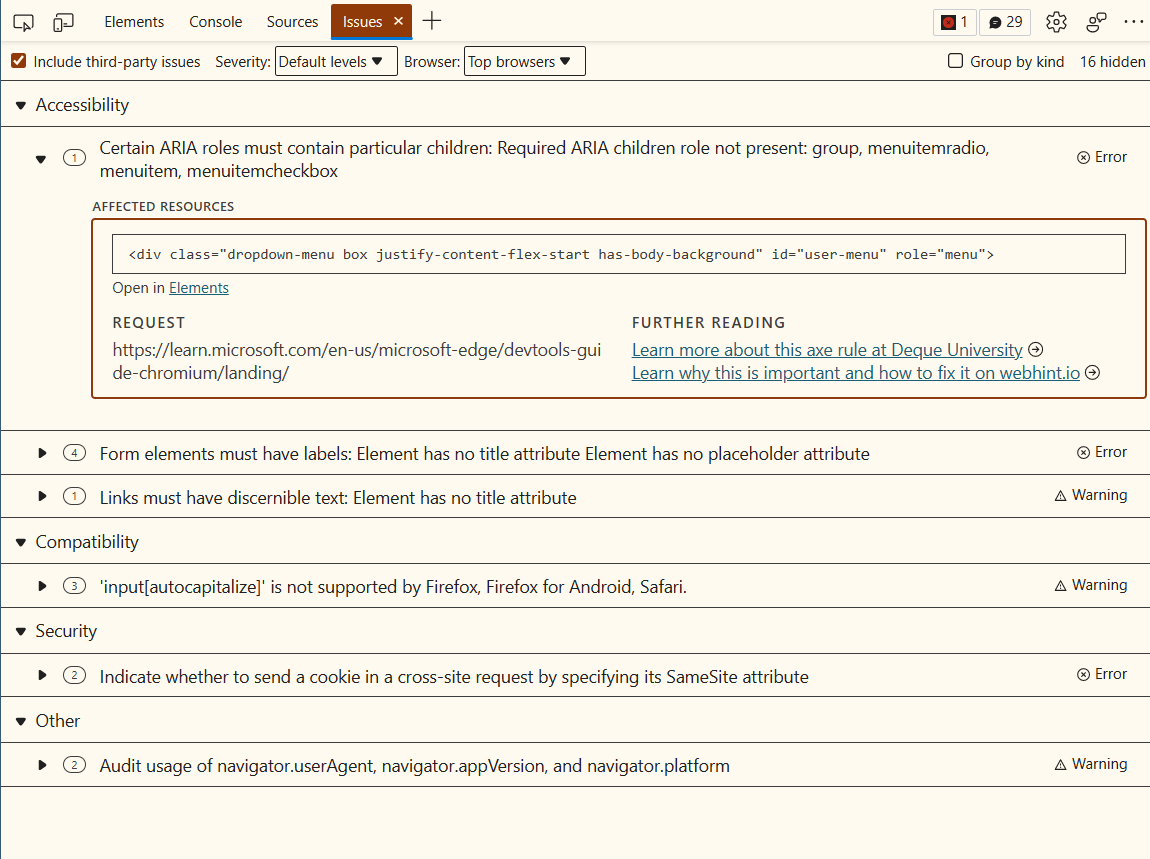 Elements Console Sources Issues 1 29
Include third-party issues Severity: Default levels Browser: Top browsers Group by kind 16 hidden
Accessibility
1 Certain ARIA roles must contain particular children: Required ARIA children role not present: group, menuitemradio, Error
menuitem, menuitemcheckbox
AFFECTED RESOURCES
<div class="dropdown-menu box justify-content-flex-start has-body-background" id="user-menu" role="menu">
Open in Elements
REQUEST
https://learn.microsoft.com/en-us/microsoft-edge/devtools-gui
de-chromium/landing/
FURTHER READING
Learn more about this axe rule at Deque University
Learn why this is important and how to fix it on webhint.io
4 Form elements must have labels: Element has no title attribute Element has no placeholder attribute Error
1 Links must have discernible text: Element has no title attribute Warning
Compatibility
3 'input[autocapitalize]' is not supported by Firefox, Firefox for Android, Safari. Warning
Security
2 Indicate whether to send a cookie in a cross-site request by specifying its SameSite attribute Error
Other
2 Audit usage of navigator.userAgent, navigator.appVersion, and navigator.platform Warning